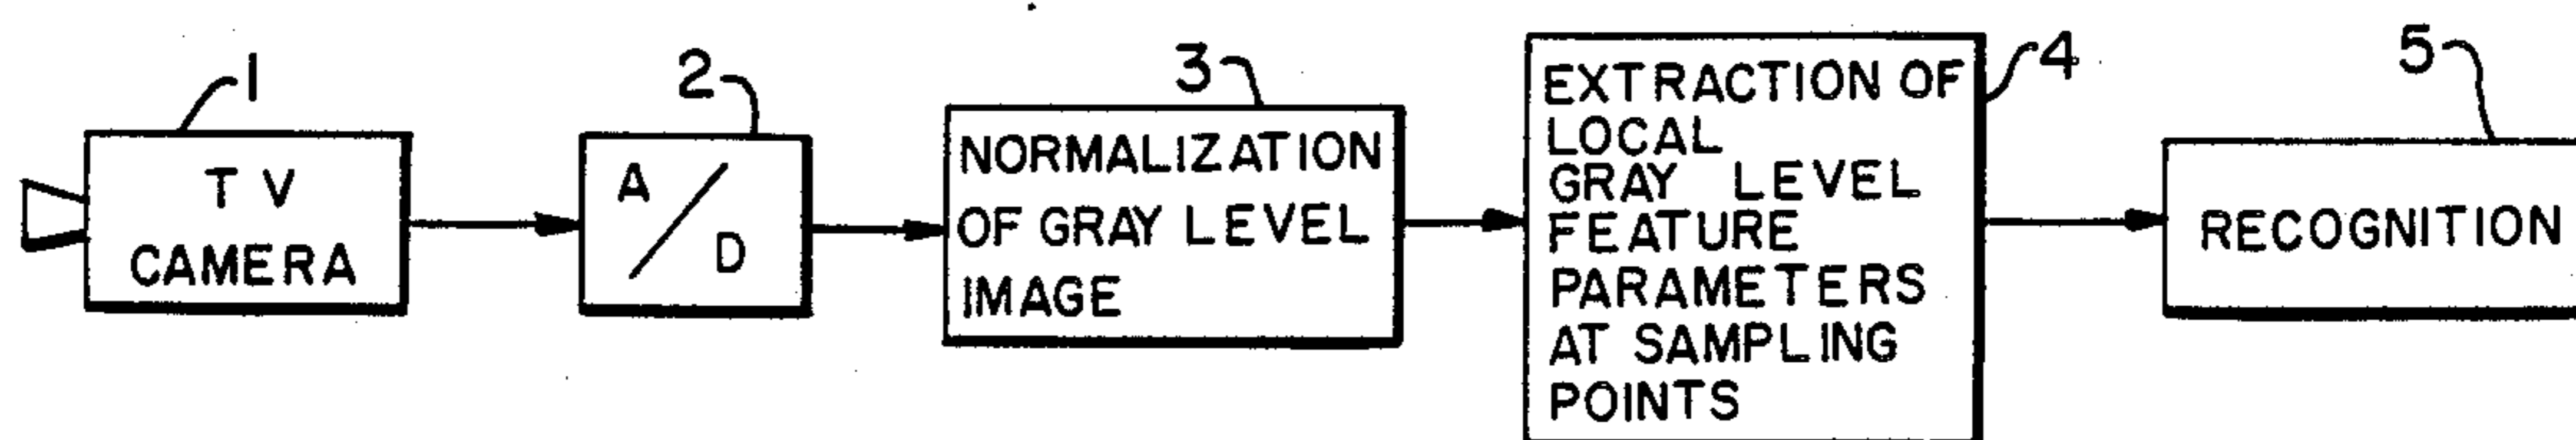 1
TV
CAMERA
2
A/D
3
NORMALIZATION
OF GRAY LEVEL
IMAGE
4
EXTRACTION OF
LOCAL
GRAY LEVEL
FEATURE
PARAMETERS
AT SAMPLING
POINTS
5
RECOGNITION